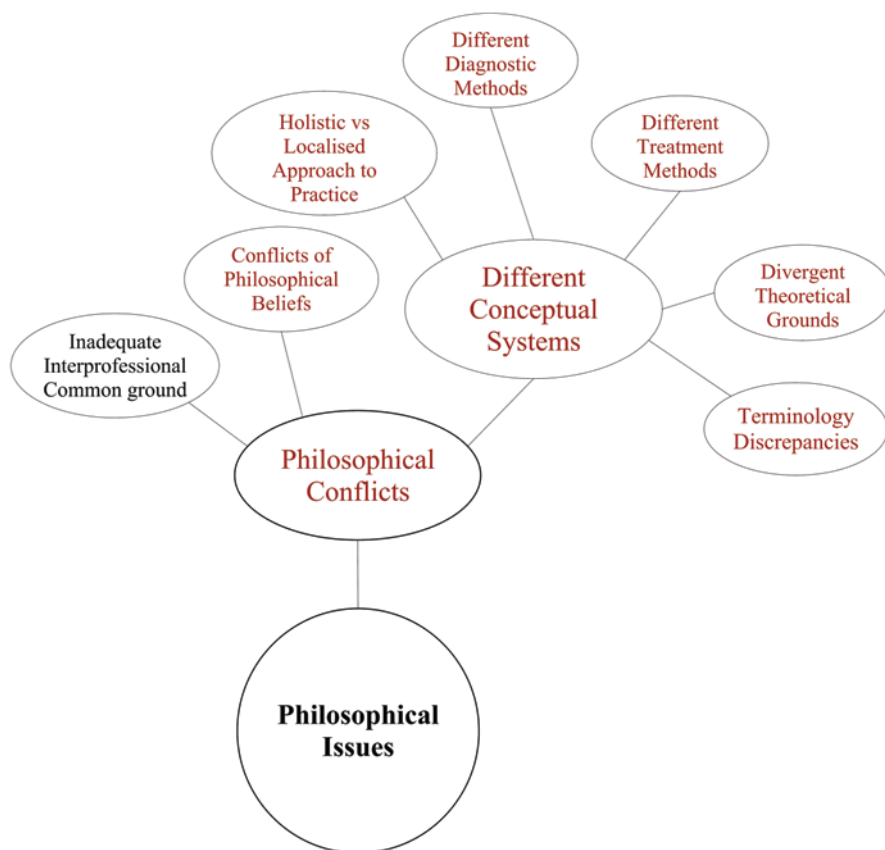 Different
Diagnostic
Methods
Holistic vs
Localised
Approach to
Practice
Different
Treatment
Methods
Conflicts of
Philosophical
Beliefs
Different
Conceptual
Systems
Divergent
Theoretical
Grounds
Inadequate
Interprofessional
Common ground
Terminology
Discrepancies
Philosophical
Conflicts
Philosophical
Issues